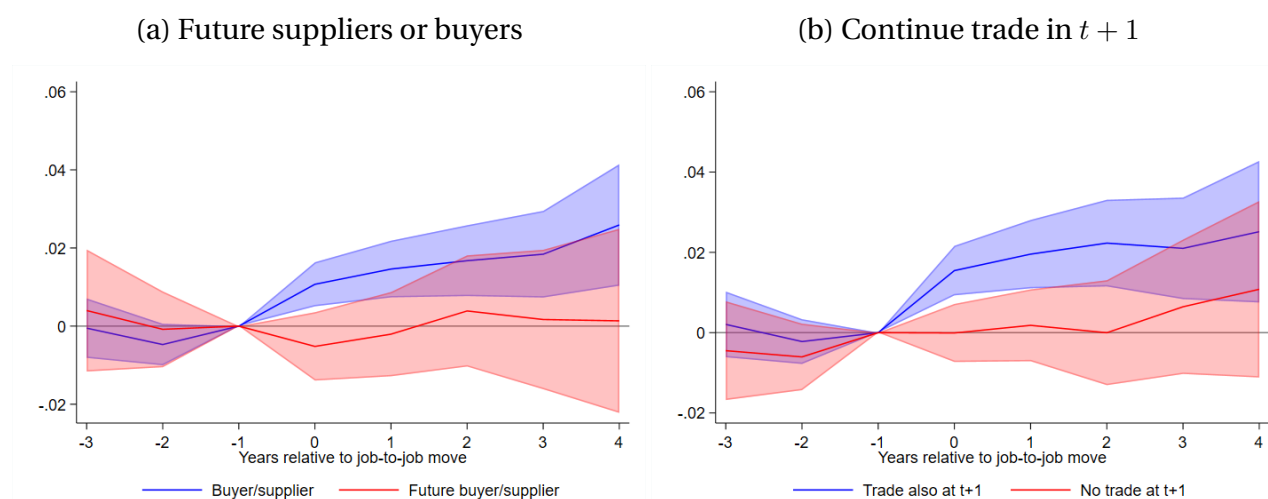 (a) Future suppliers or buyers
.06
.04
.02
0
-.02
-3 -2 -1 0 1 2 3 4
Years relative to job-to-job move
Buyer/supplier Future buyer/supplier
(b) Continue trade in t + 1
.06
.04
.02
0
-.02
-3 -2 -1 0 1 2 3 4
Years relative to job-to-job move
Trade also at t+1 No trade at t+1